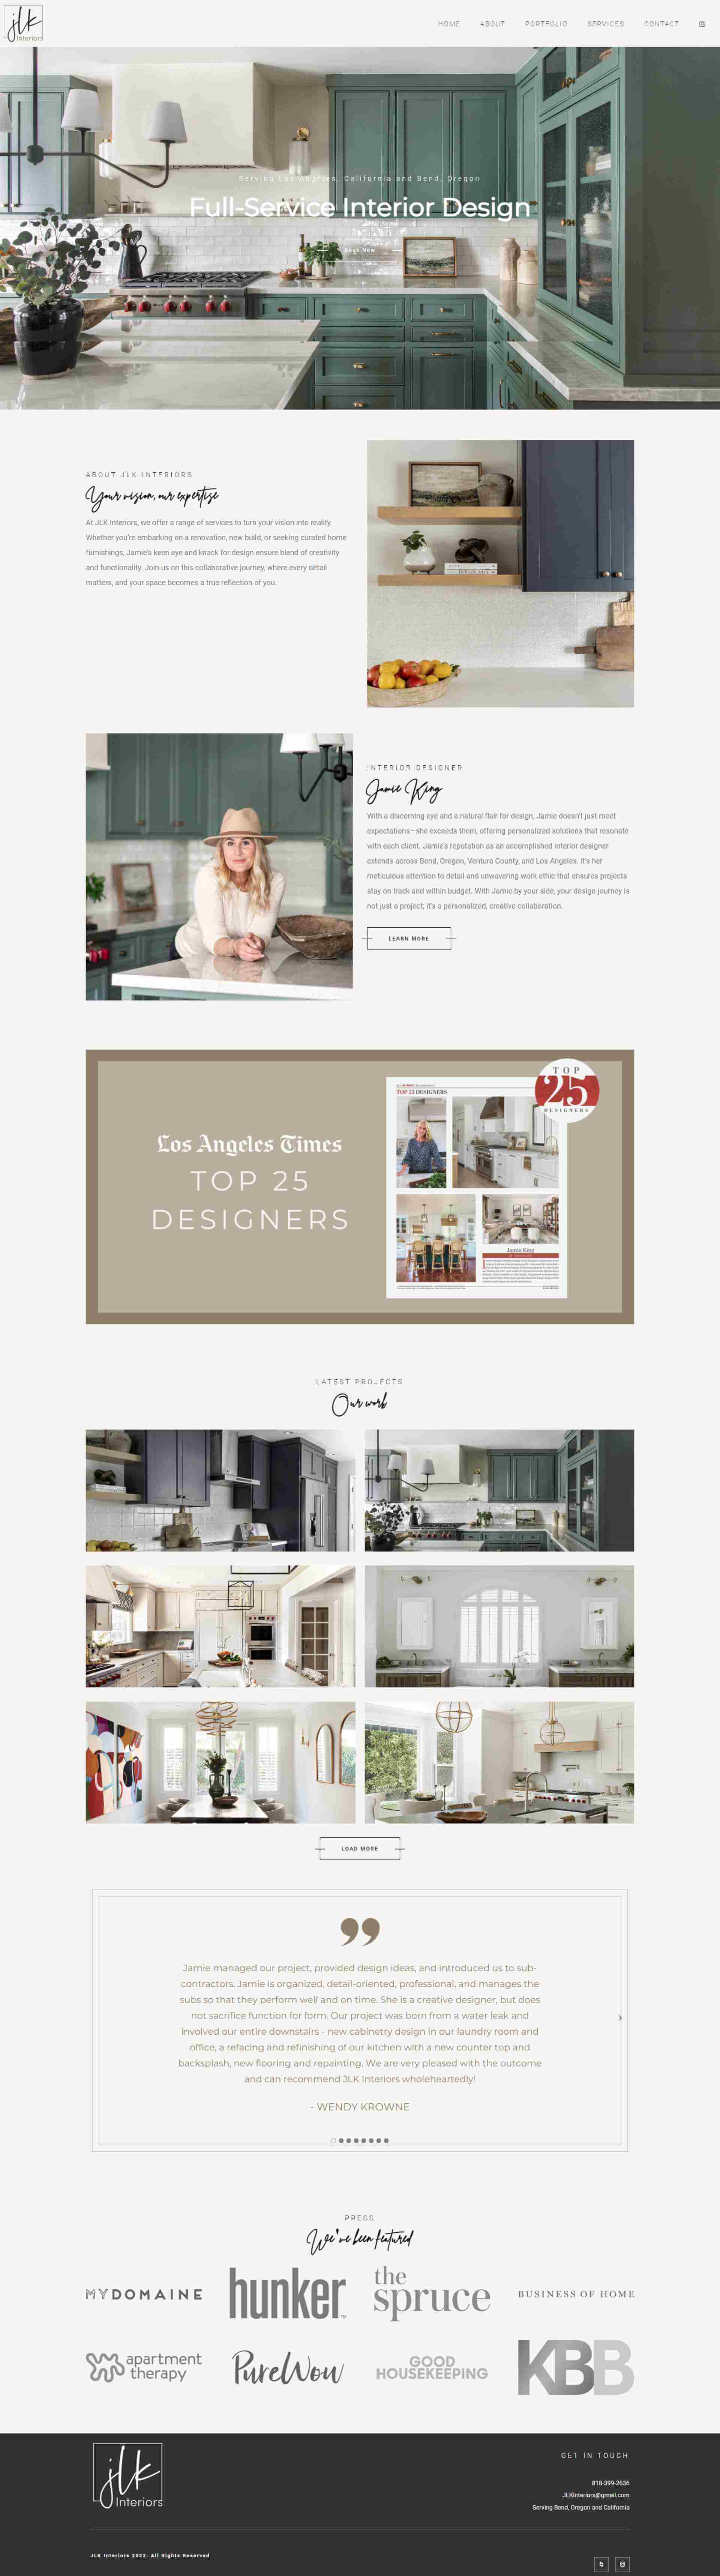 jlk
Interiors
HOME ABOUT PORTFOLIO SERVICES CONTACT
Serving Los Angeles, California and Bend, Oregon
Full-Service Interior Design
Book Now
ABOUT JLK INTERIORS
Your vision, our expertise
At JLK Interiors, we offer a range of services to turn your vision into reality.
Whether you're embarking on a renovation, new build, or seeking curated home
furnishings, Jamie's keen eye and knack for design ensure blend of creativity
and functionality. Join us on this collaborative journey, where every detail
matters, and your space becomes a true reflection of you.
INTERIOR DESIGNER
Jamie King
With a discerning eye and a natural flair for design, Jamie doesn't just meet
expectations—she exceeds them, offering personalized solutions that resonate
with each client. Jamie's reputation as an accomplished interior designer
extends across Bend, Oregon, Ventura County, and Los Angeles. It's her
meticulous attention to detail and unwavering work ethic that ensures projects
stay on track and within budget. With Jamie by your side, your design journey is
not just a project; it's a personalized, creative collaboration.
LEARN MORE
Los Angeles Times
TOP 25
DESIGNERS
TOP
25
DESIGNERS
TOP 25 DESIGNERS
Jamie King
LATEST PROJECTS
Our work
LOAD MORE
Jamie managed our project, provided design ideas, and introduced us to sub-
contractors. Jamie is organized, detail-oriented, professional, and manages the
subs so that they perform well and on time. She is a creative designer, but does
not sacrifice function for form. Our project was born from a water leak and
involved our entire downstairs - new cabinetry design in our laundry room and
office, a refacing and refinishing of our kitchen with a new counter top and
backsplash, new flooring and repainting. We are very pleased with the outcome
and can recommend JLK Interiors wholeheartedly!
- WENDY KROWNE
PRESS
We've been featured
MYDOMAINE
hunker™
the
spruce
BUSINESS OF HOME
apartment
therapy
PureWow
GOOD
HOUSEKEEPING
KBB
jlk
Interiors
GET IN TOUCH
818-399-2636
JLKInteriors@gmail.com
Serving Bend, Oregon and California
JLK Interiors 2022. All Rights Reserved